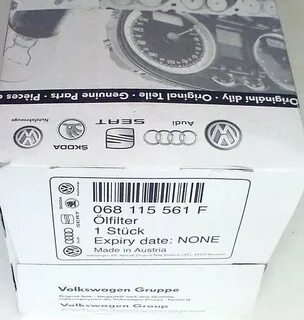 Originální díly · Original Teile · Genuine Parts · Pièces
Nutzfahrzeuge
ŠKODA
SEAT
Audi
068 115 561 F
Ölfilter
1 Stück
Expiry date: NONE
Made in Austria
Volkswagen Gruppe
Volkswagen Group